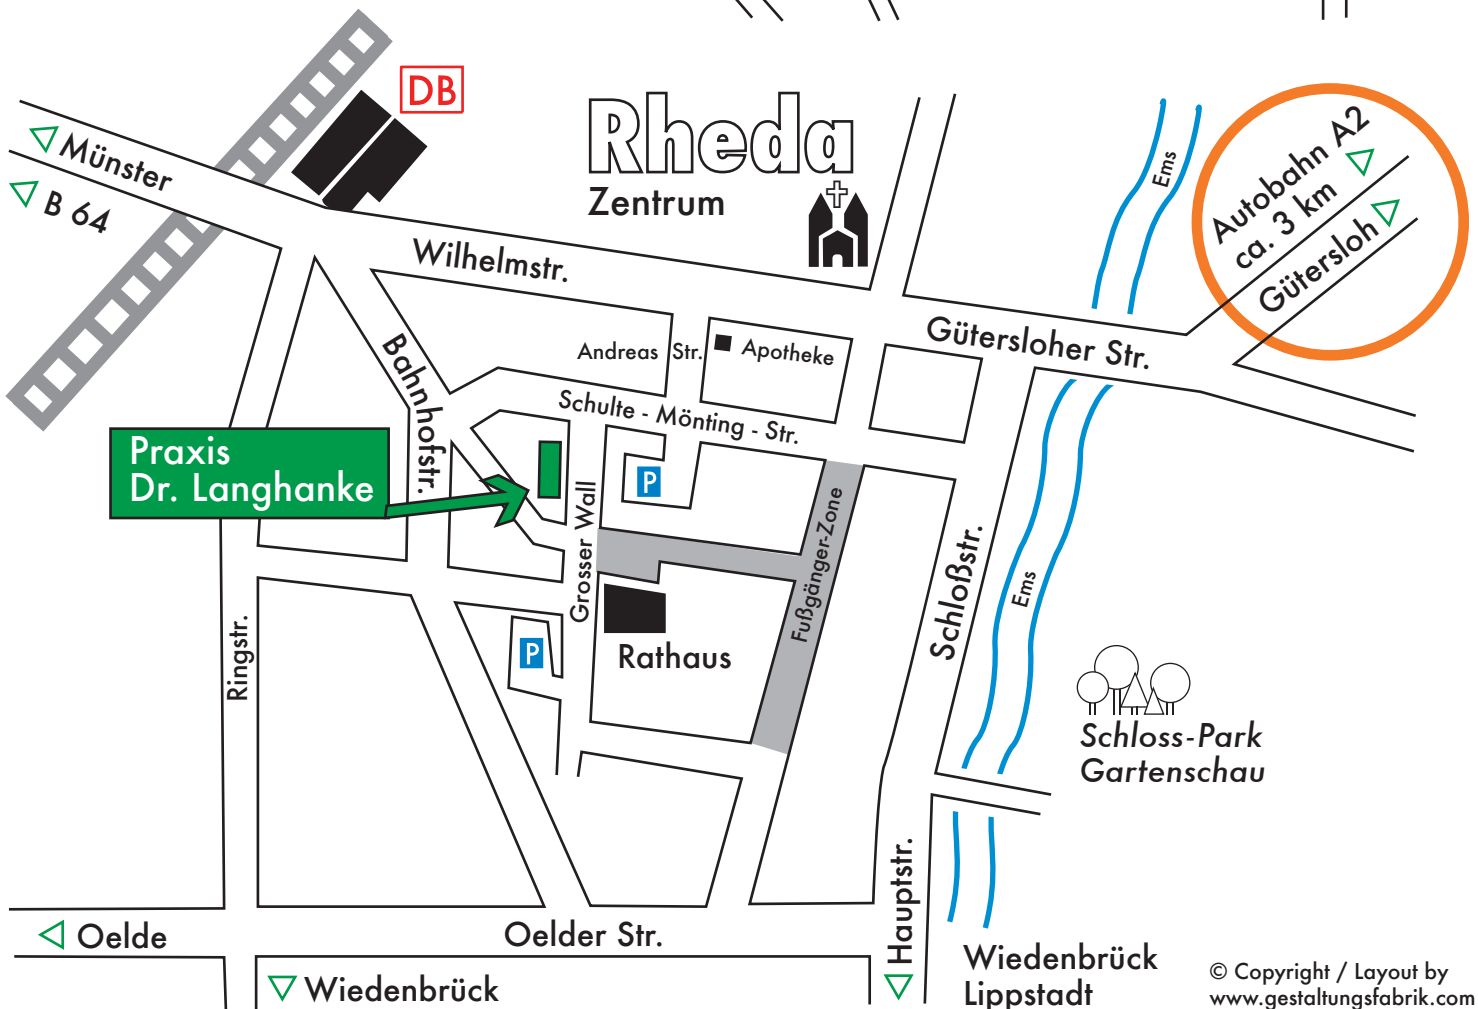 DB
Rheda
Zentrum
Münster
B 64
Wilhelmstr.
Ems
Autobahn A2
ca. 3 km
Gütersloh
Gütersloher Str.
Bahnhofstr.
Andreas Str.
Apotheke
Schulte - Mönting - Str.
Praxis
Dr. Langhanke
P
Grosser Wall
Fußgänger-Zone
Schloßstr.
Ems
Ringstr.
P
Rathaus
Schloss-Park
Gartenschau
Hauptstr.
Oelde
Oelder Str.
Wiedenbrück
Wiedenbrück
Lippstadt
© Copyright / Layout by
www.gestaltungsfabrik.com